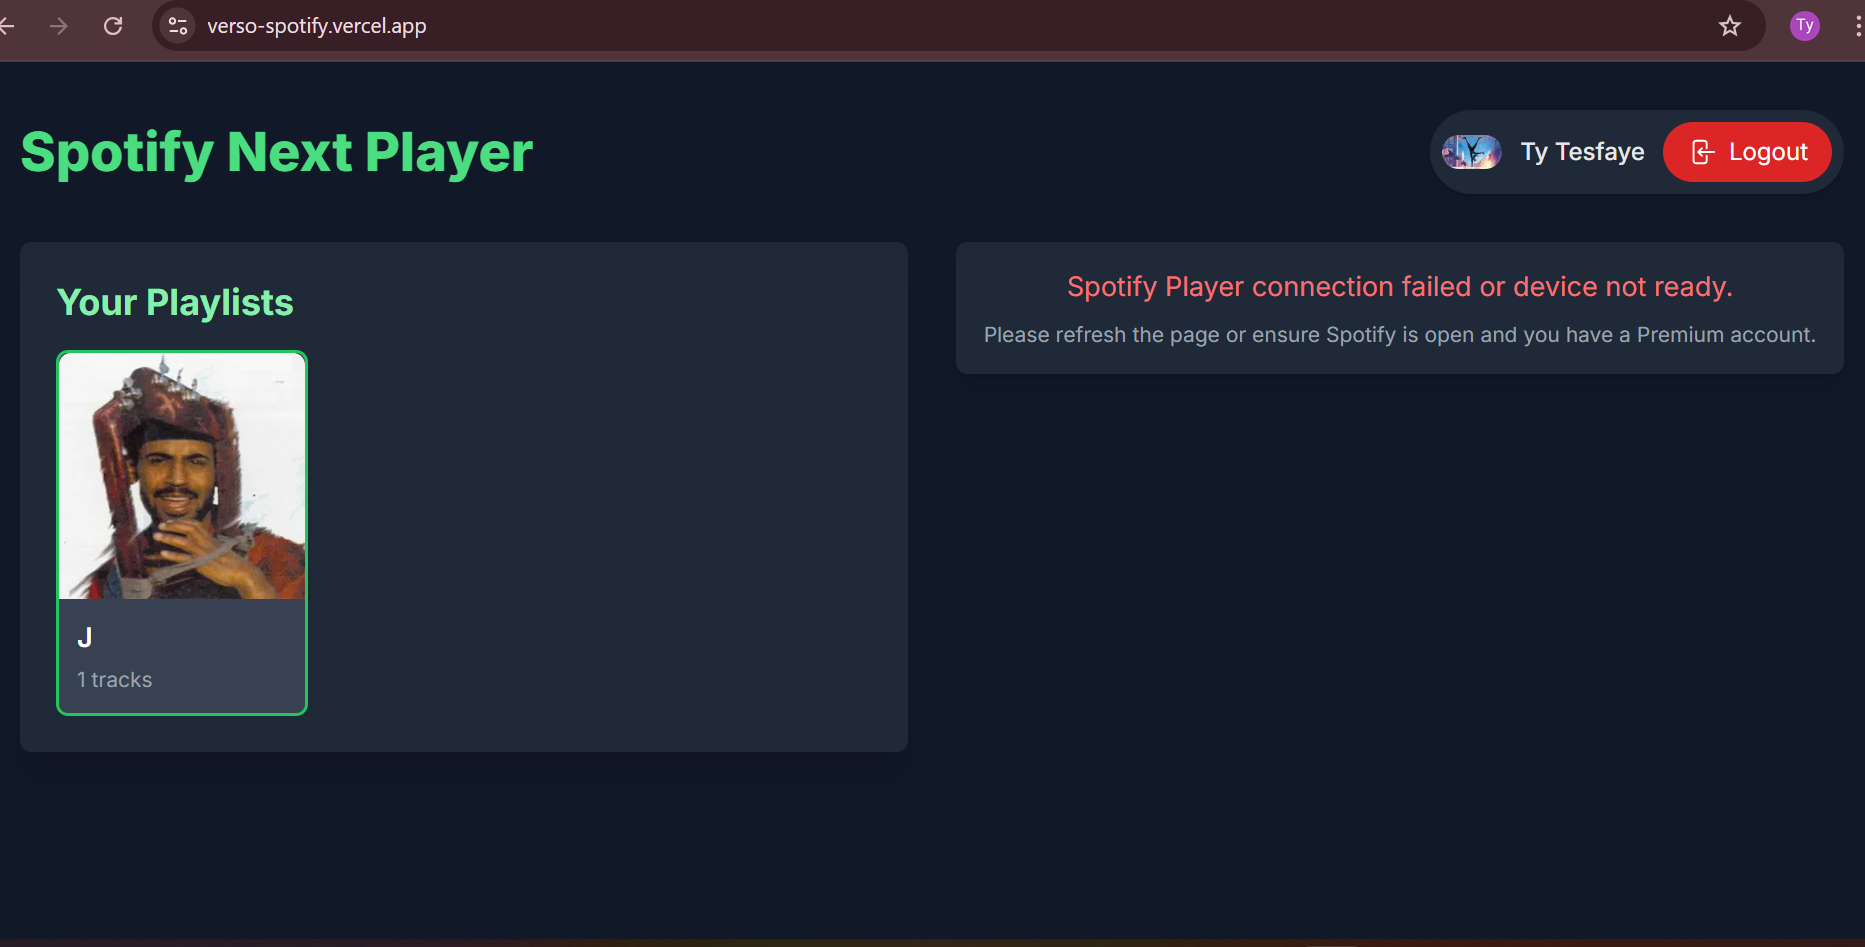 verso-spotify.vercel.app
Ty
Spotify Next Player
Ty Tesfaye
Logout
Your Playlists
J
1 tracks
Spotify Player connection failed or device not ready.
Please refresh the page or ensure Spotify is open and you have a Premium account.